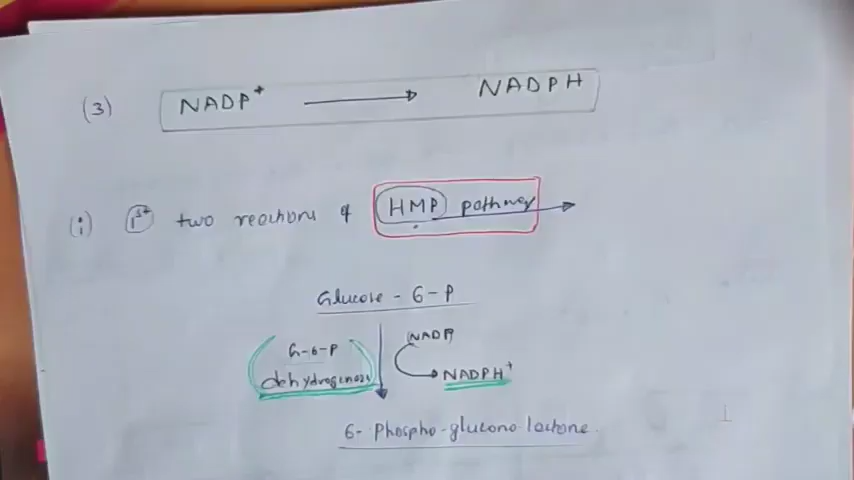 (3) NADP⁺ → NADPH
(i) 1st two reactions of HMP pathway →
Glucose - 6 - P
G-6-P NADP
dehydrogenase NADPH⁺
6- Phospho-glucono lactone